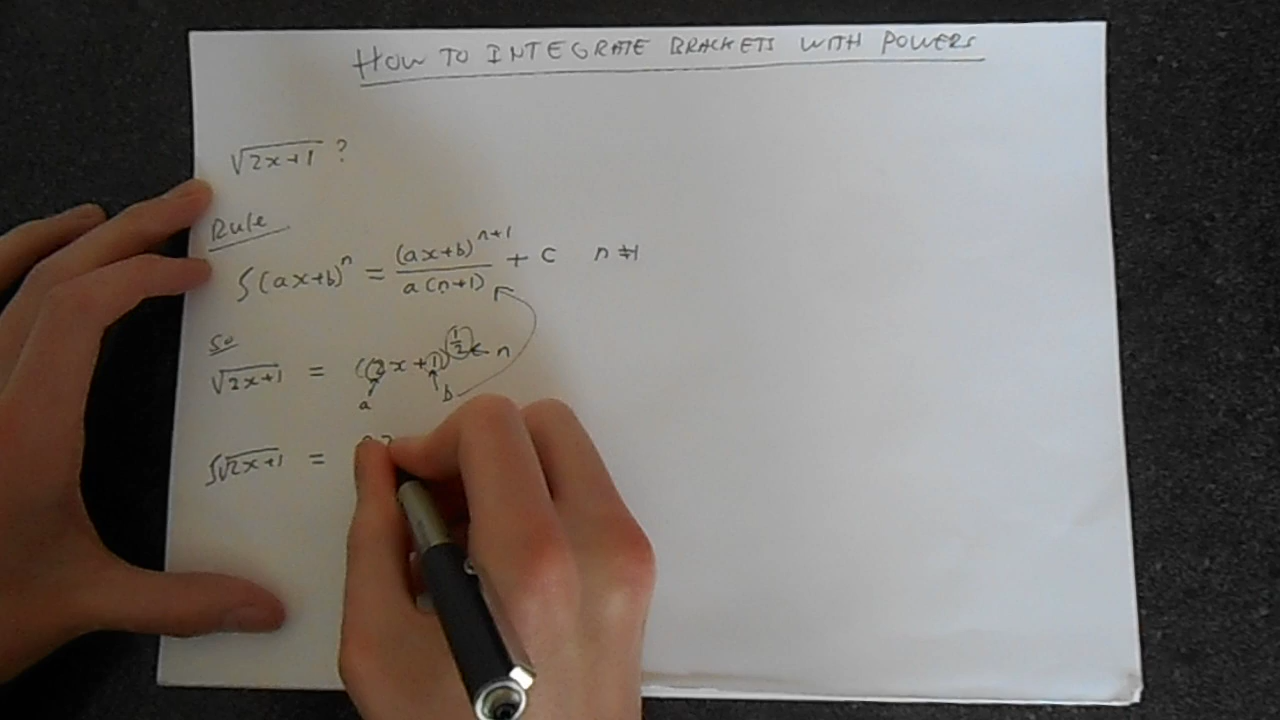 HOW TO INTEGRATE BRACKETS WITH POWERS
√2x+1 ?
Rule
∫(ax+b)^n = (ax+b)^(n+1) / a(n+1) + c n ≠1
So
√2x+1 = (2x+1)^(1/2) ← n
a b
∫√2x+1 =